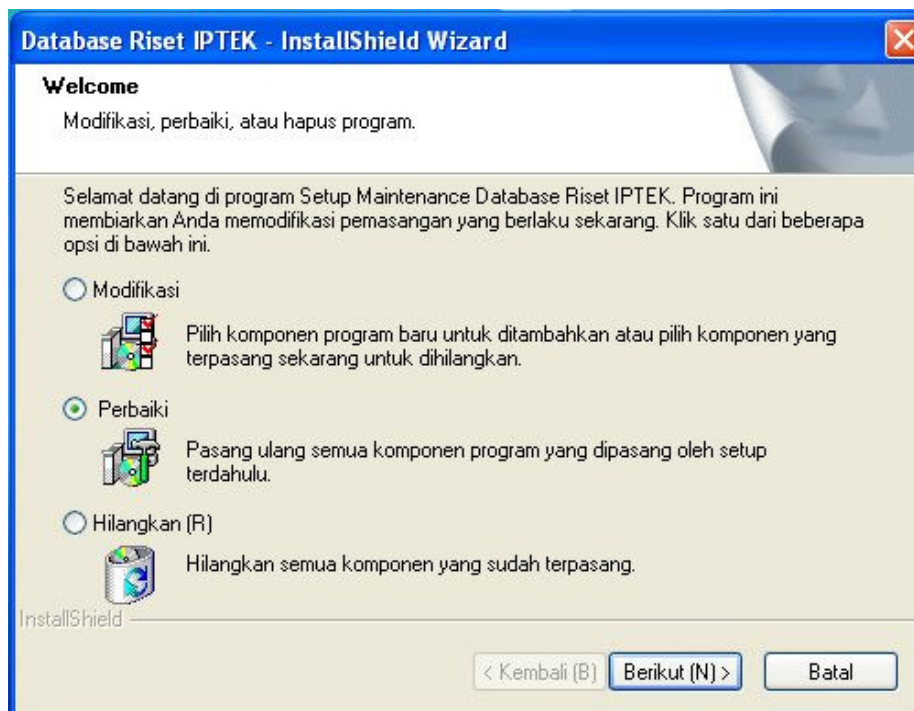 Database Riset IPTEK - InstallShield Wizard
Welcome
Modifikasi, perbaiki, atau hapus program.
Selamat datang di program Setup Maintenance Database Riset IPTEK. Program ini
membiarkan Anda memodifikasi pemasangan yang berlaku sekarang. Klik satu dari beberapa
opsi di bawah ini.
Modifikasi
Pilih komponen program baru untuk ditambahkan atau pilih komponen yang
terpasang sekarang untuk dihilangkan.
Perbaiki
Pasang ulang semua komponen program yang dipasang oleh setup
terdahulu.
Hilangkan (R)
Hilangkan semua komponen yang sudah terpasang.
InstallShield
< Kembali (B) Berikut (N) > Batal